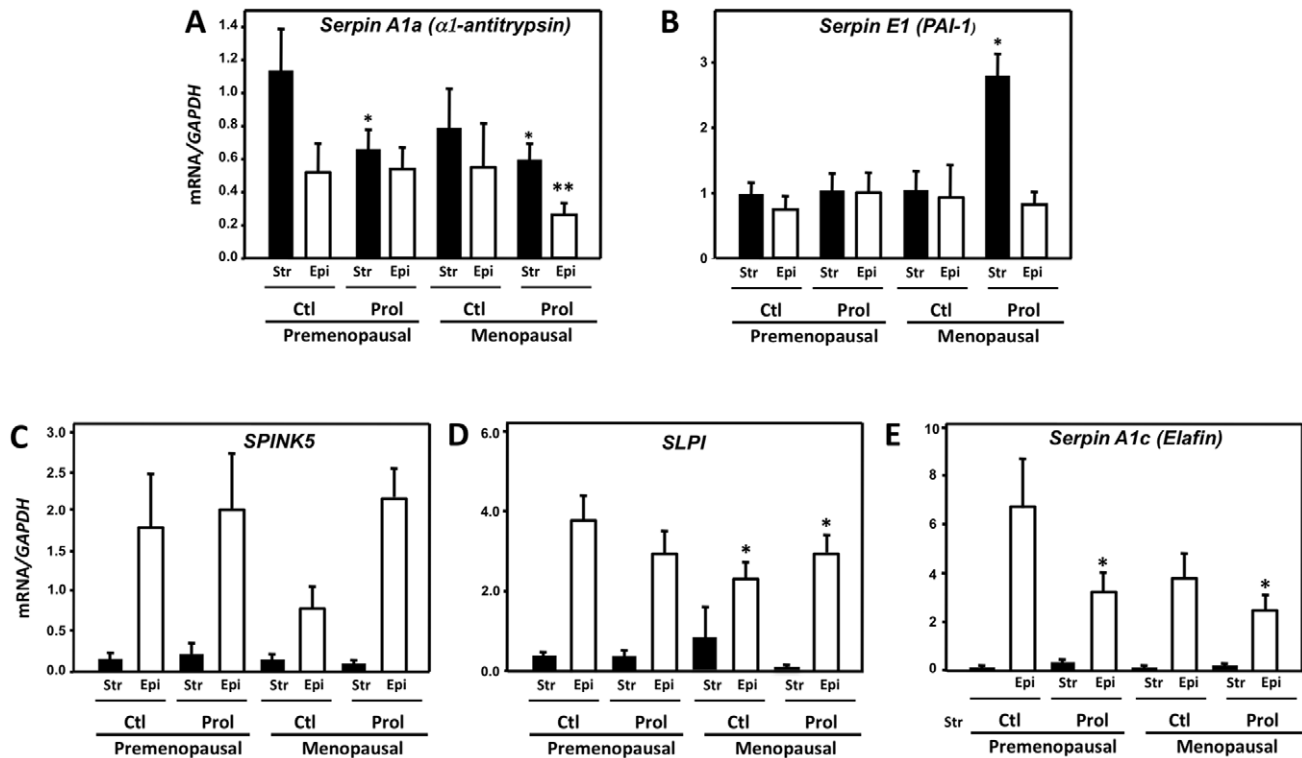 A
Serpin A1a (α1-antitrypsin)
mRNA/GAPDH
1.4
1.2
1.0
0.8
0.6
0.4
0.2
0.0
* * **
Str Epi Str Epi Str Epi Str Epi
Ctl Prol Ctl Prol
Premenopausal Menopausal
B
Serpin E1 (PAI-1)
3
2
1
0
*
Str Epi Str Epi Str Epi Str Epi
Ctl Prol Ctl Prol
Premenopausal Menopausal
C
SPINK5
mRNA/GAPDH
3.0
2.5
2.0
1.5
1.0
0.5
0.0
Str Epi Str Epi Str Epi Str Epi
Ctl Prol Ctl Prol
Premenopausal Menopausal
D
SLPI
6.0
4.0
2.0
0.0
* *
Str Epi Str Epi Str Epi Str Epi
Ctl Prol Ctl Prol
Premenopausal Menopausal
E
Serpin A1c (Elafin)
10
8
6
4
2
0
* *
Epi Str Epi Str Epi Str Epi
Str Ctl Prol Ctl Prol
Premenopausal Menopausal